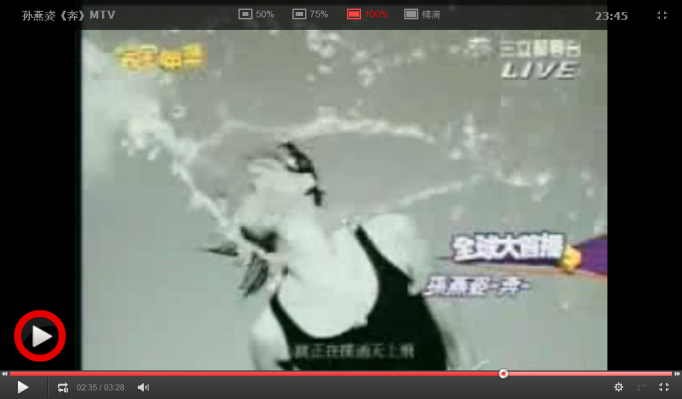 孙燕姿《奔》MTV
50%
75%
100%
铺满
23:45
三立都會台
LIVE
全球大首播
孫燕姿-奔-
02:35 / 03:28